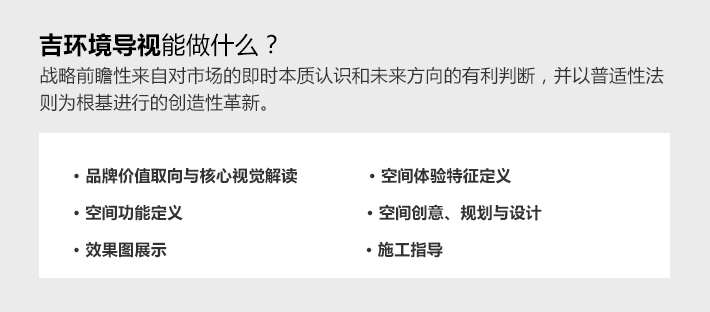 吉环境导视能做什么？
战略前瞻性来自对市场的即时本质认识和未来方向的有利判断，并以普适性法
则为根基进行的创造性革新。
• 品牌价值取向与核心视觉解读
• 空间体验特征定义
• 空间功能定义
• 空间创意、规划与设计
• 效果图展示
• 施工指导